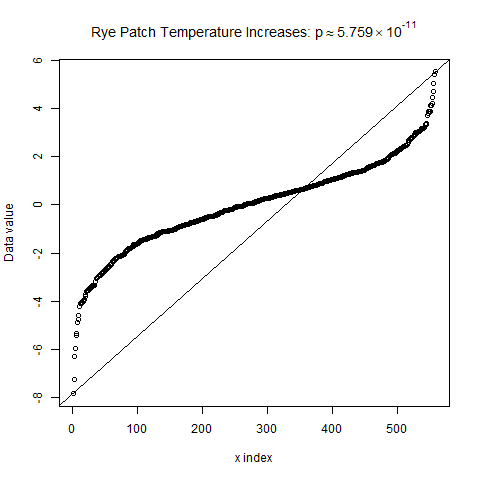 Rye Patch Temperature Increases: p ≈ 5.759 × 10^-11
6
4
2
0
-2
-4
-6
-8
Data value
0 100 200 300 400 500
x index